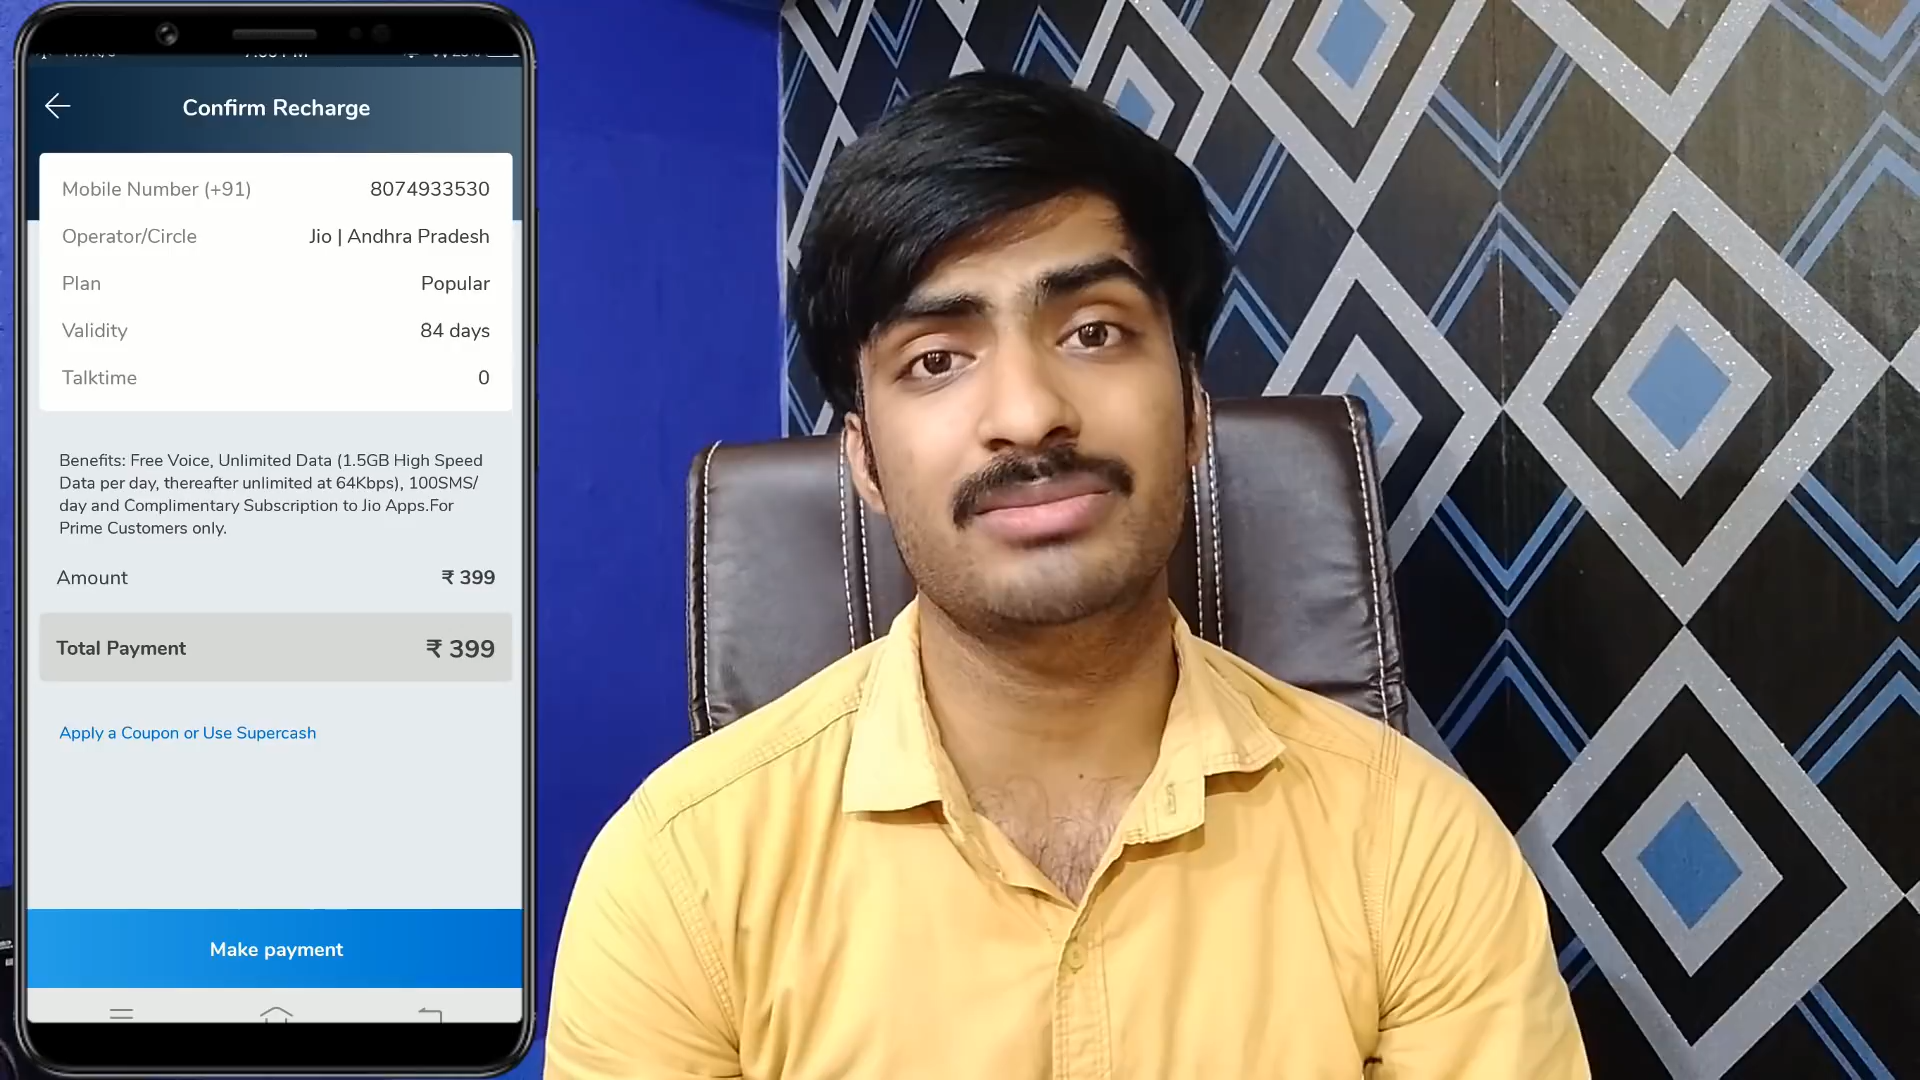 Confirm Recharge
Mobile Number (+91) 8074933530
Operator/Circle Jio | Andhra Pradesh
Plan Popular
Validity 84 days
Talktime 0
Benefits: Free Voice, Unlimited Data (1.5GB High Speed
Data per day, thereafter unlimited at 64Kbps), 100SMS/
day and Complimentary Subscription to Jio Apps.For
Prime Customers only.
Amount ₹ 399
Total Payment ₹ 399
Apply a Coupon or Use Supercash
Make payment